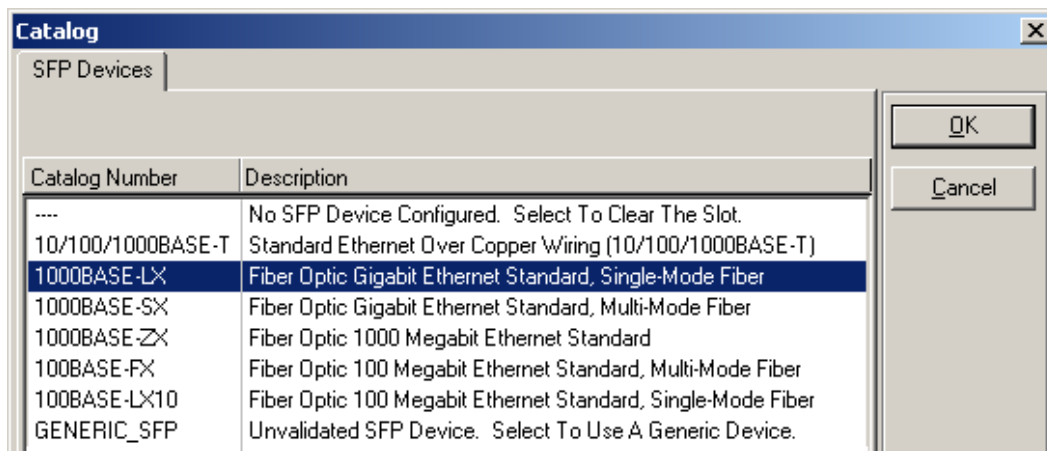 Catalog
SFP Devices
OK
Cancel
Catalog Number Description
---- No SFP Device Configured. Select To Clear The Slot.
10/100/1000BASE-T Standard Ethernet Over Copper Wiring (10/100/1000BASE-T)
1000BASE-LX Fiber Optic Gigabit Ethernet Standard, Single-Mode Fiber
1000BASE-SX Fiber Optic Gigabit Ethernet Standard, Multi-Mode Fiber
1000BASE-ZX Fiber Optic 1000 Megabit Ethernet Standard
100BASE-FX Fiber Optic 100 Megabit Ethernet Standard, Multi-Mode Fiber
100BASE-LX10 Fiber Optic 100 Megabit Ethernet Standard, Single-Mode Fiber
GENERIC_SFP Unvalidated SFP Device. Select To Use A Generic Device.